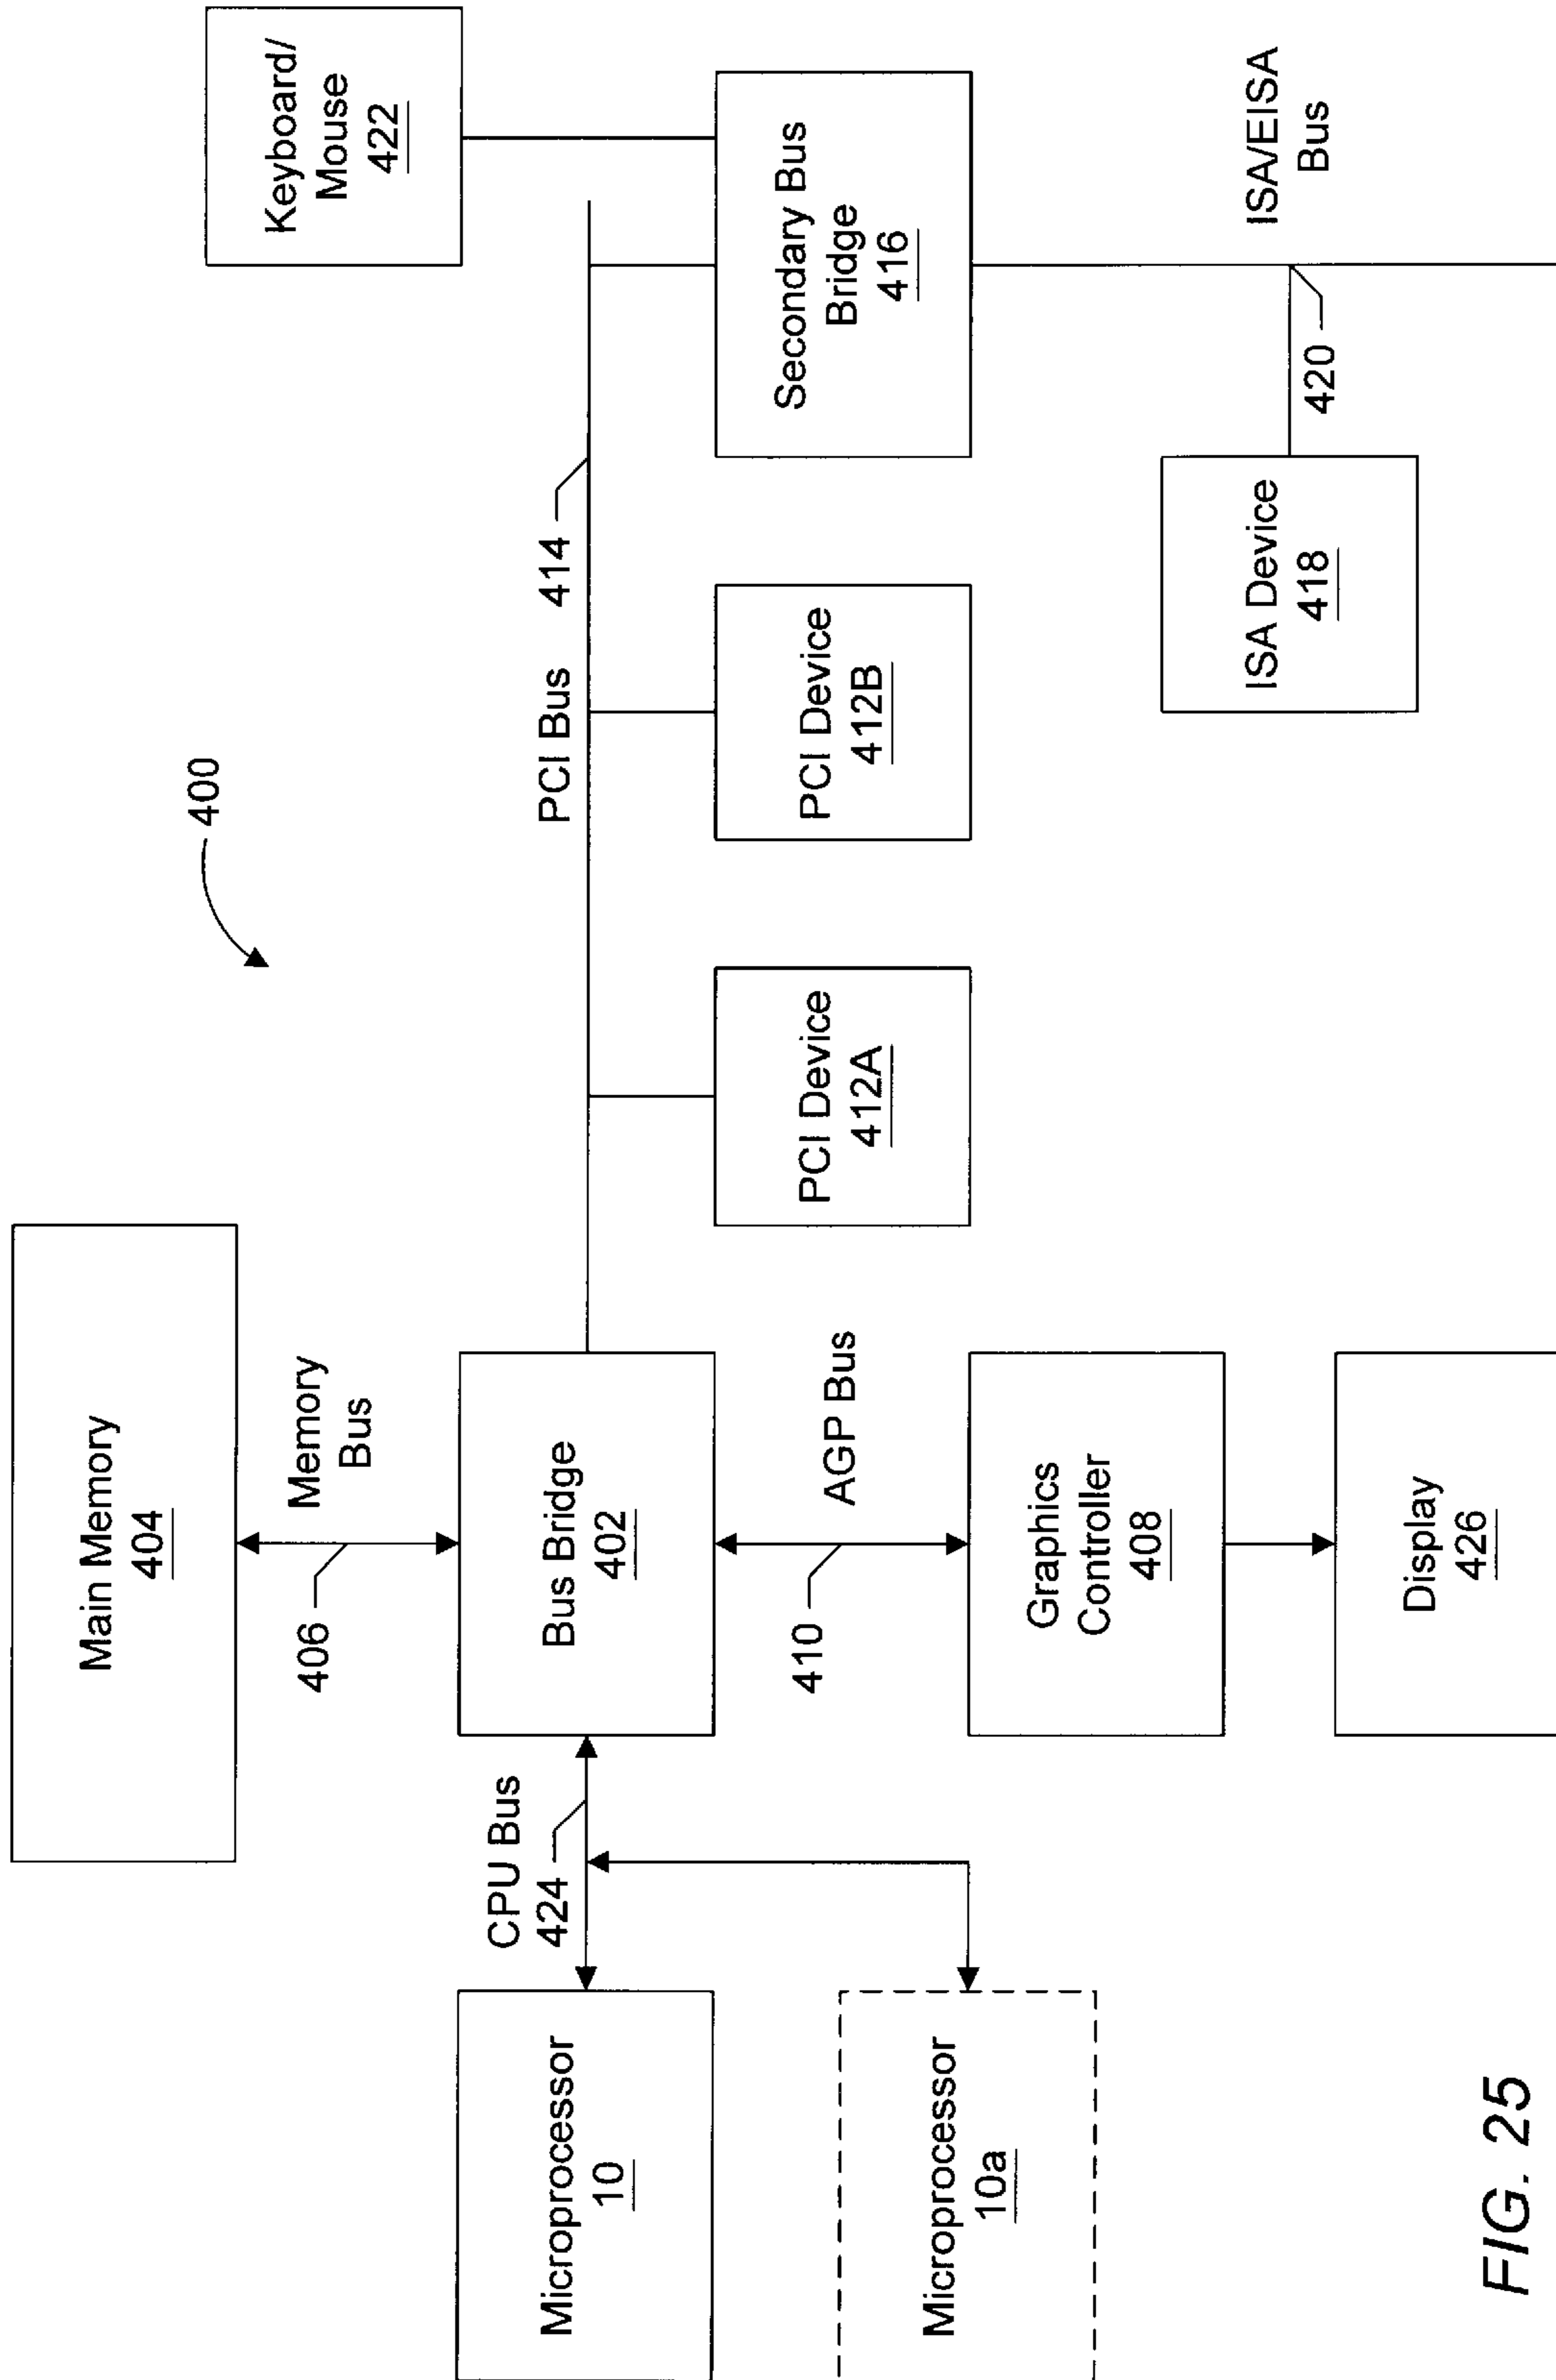 400
Main Memory
404
406
Memory
Bus
Keyboard/
Mouse
422
CPU Bus
424
PCI Bus
414
Microprocessor
10
Bus Bridge
402
410
AGP Bus
PCI Device
412A
PCI Device
412B
Secondary Bus
Bridge
416
Microprocessor
10a
Graphics
Controller
408
ISA Device
418
420
ISA/EISA
Bus
Display
426
FIG. 25